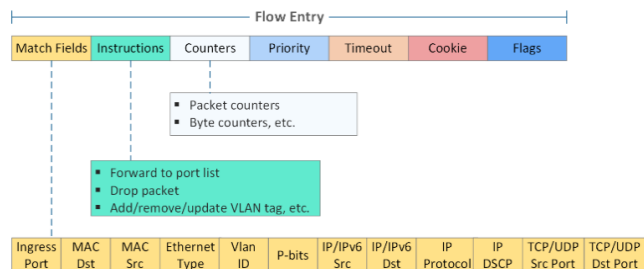 Flow Entry
Match Fields Instructions Counters Priority Timeout Cookie Flags
▪ Packet counters
▪ Byte counters, etc.
▪ Forward to port list
▪ Drop packet
▪ Add/remove/update VLAN tag, etc.
Ingress Port
MAC Dst
MAC Src
Ethernet Type
Vlan ID
P-bits
IP/IPv6 Src
IP/IPv6 Dst
IP Protocol
IP DSCP
TCP/UDP Src Port
TCP/UDP Dst Port